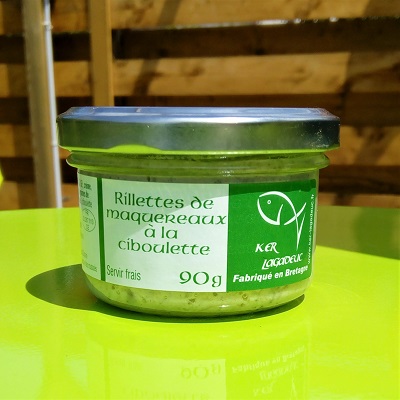 Rillettes de
maquereaux
à la
ciboulette
Servir frais
90g
KER
LAGADEUC
Fabriqué en Bretagne